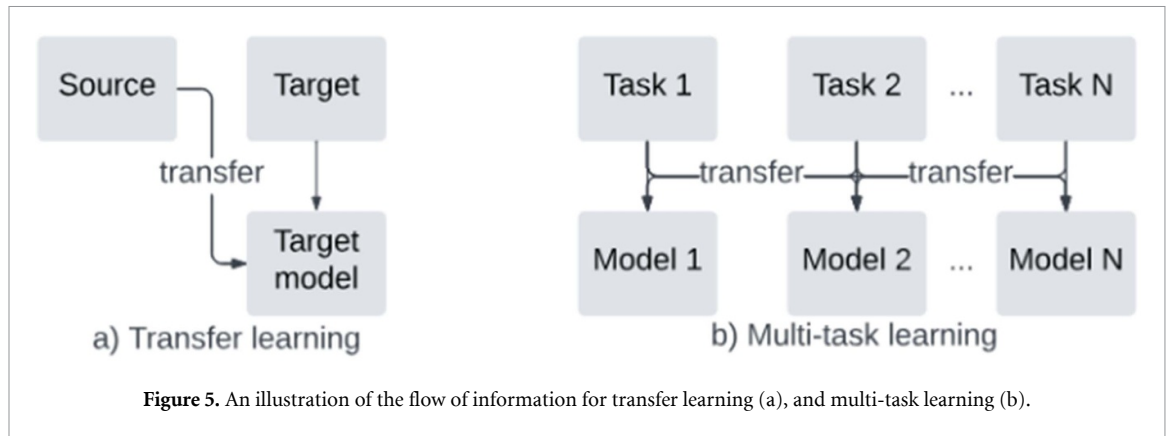 Source
Target
transfer
Target
model
a) Transfer learning
Task 1
Task 2
...
Task N
transfer
transfer
Model 1
Model 2
...
Model N
b) Multi-task learning
Figure 5. An illustration of the flow of information for transfer learning (a), and multi-task learning (b).